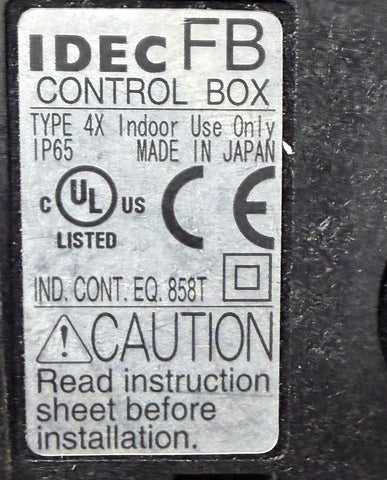 IDEC FB
CONTROL BOX
TYPE 4X Indoor Use Only
IP65 MADE IN JAPAN
C UL US CE
LISTED
IND. CONT. EQ. 858T
CAUTION
Read instruction
sheet before
installation.